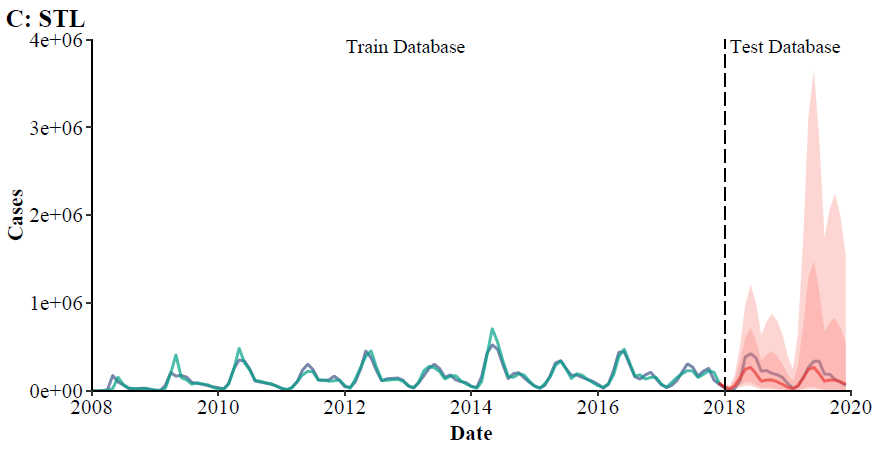 C: STL
Train Database
Test Database
4e+06
3e+06
2e+06
1e+06
0e+00
Cases
2008
2010
2012
2014
2016
2018
2020
Date